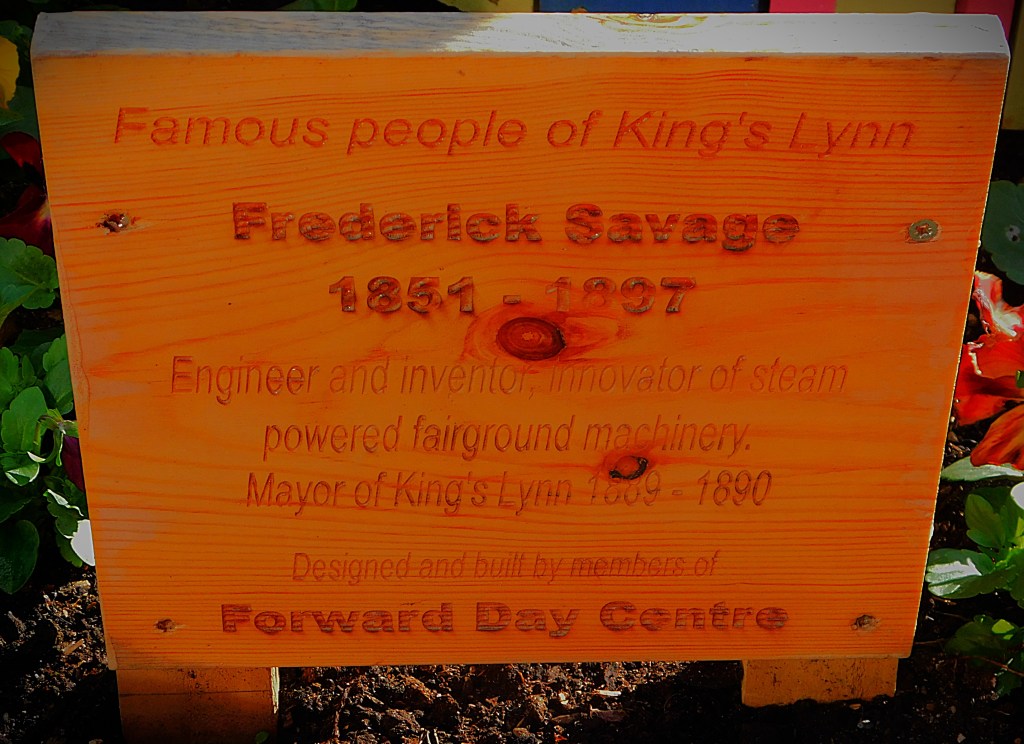 Famous people of King's Lynn
Frederick Savage
1851 - 1897
Engineer and inventor, innovator of steam
powered fairground machinery.
Mayor of King's Lynn 1889 - 1890
Designed and built by members of
Forward Day Centre